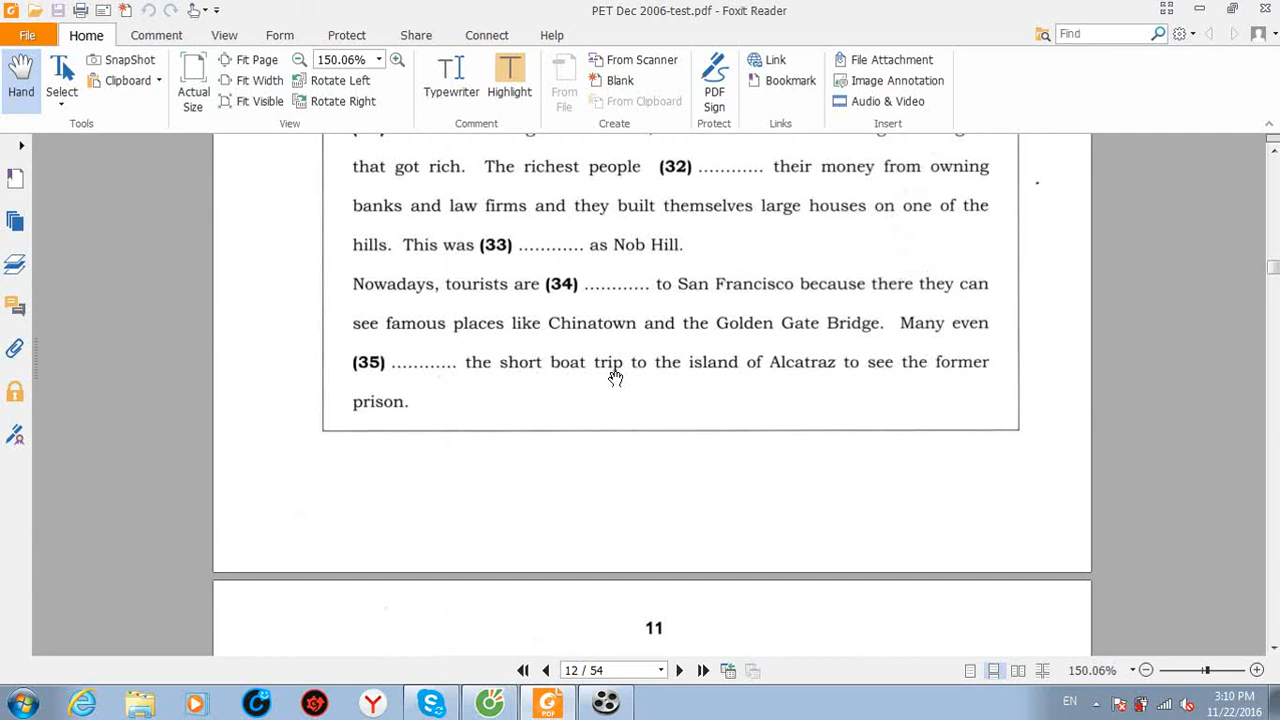 PET Dec 2006-test.pdf - Foxit Reader
File Home Comment View Form Protect Share Connect Help Find
Hand Select SnapShot Clipboard Actual Size Fit Page Fit Width Fit Visible 150.06% Rotate Left Rotate Right Typewriter Highlight From File From Scanner Blank From Clipboard PDF Sign Link Bookmark File Attachment Image Annotation Audio & Video
Tools View Comment Create Protect Links Insert
that got rich. The richest people (32) ............ their money from owning
banks and law firms and they built themselves large houses on one of the
hills. This was (33) ............ as Nob Hill.
Nowadays, tourists are (34) ............ to San Francisco because there they can
see famous places like Chinatown and the Golden Gate Bridge. Many even
(35) ............ the short boat trip to the island of Alcatraz to see the former
prison.
11
12 / 54 150.06%
EN 3:10 PM
11/22/2016